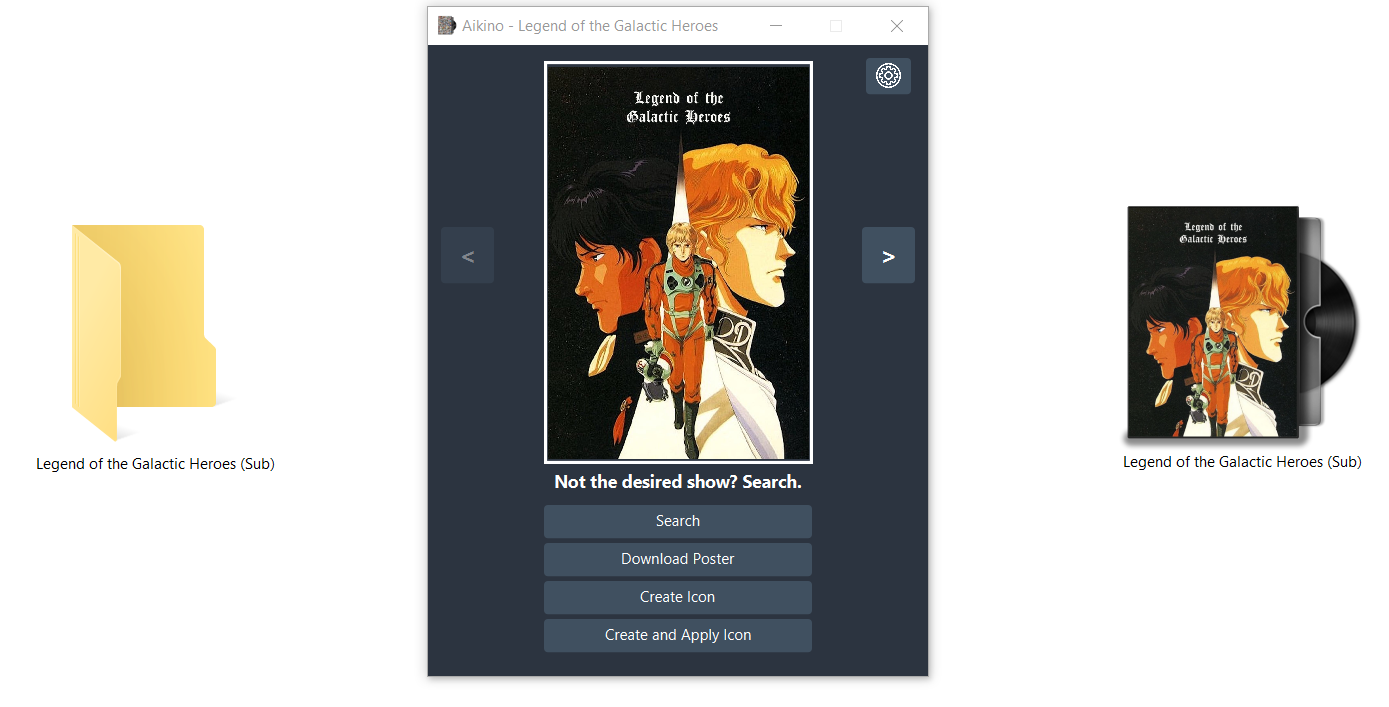 Aikino - Legend of the Galactic Heroes
Legend of the
Galactic Heroes
<
>
Legend of the
Galactic Heroes
Legend of the Galactic Heroes (Sub)
Legend of the Galactic Heroes (Sub)
Not the desired show? Search.
Search
Download Poster
Create Icon
Create and Apply Icon